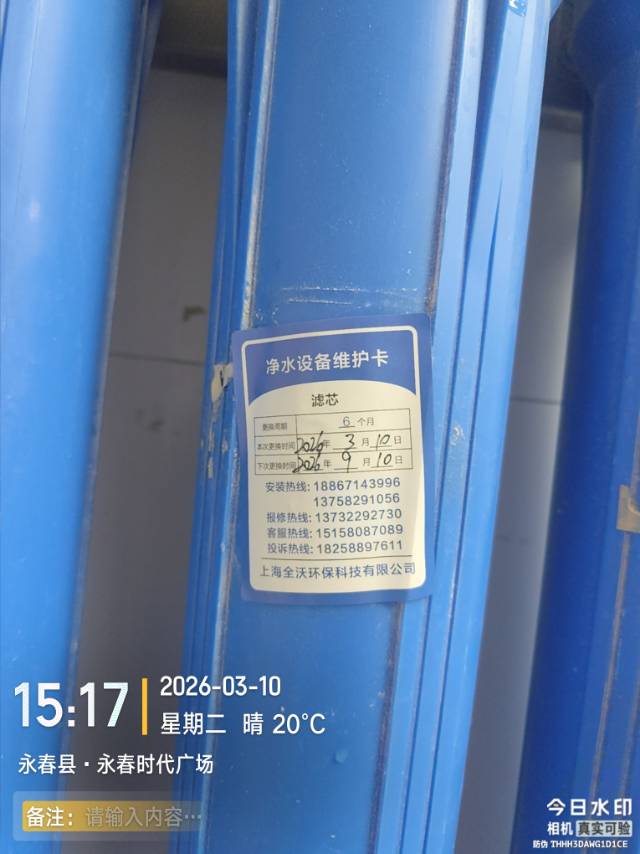 净水设备维护卡
滤芯
更换周期 6 个月
本次更换时间 2026 年 3 月 10 日
下次更换时间 2026 年 9 月 10 日
安装热线: 18867143996
13758291056
报修热线: 13732292730
客服热线: 15158087089
投诉热线: 18258897611
上海全沃环保科技有限公司
15:17
2026-03-10
星期二 晴 20°C
永春县·永春时代广场
备注: 请输入内容…
今日水印
相机 真实可验
防伪 THHH3DAWG1D1CE